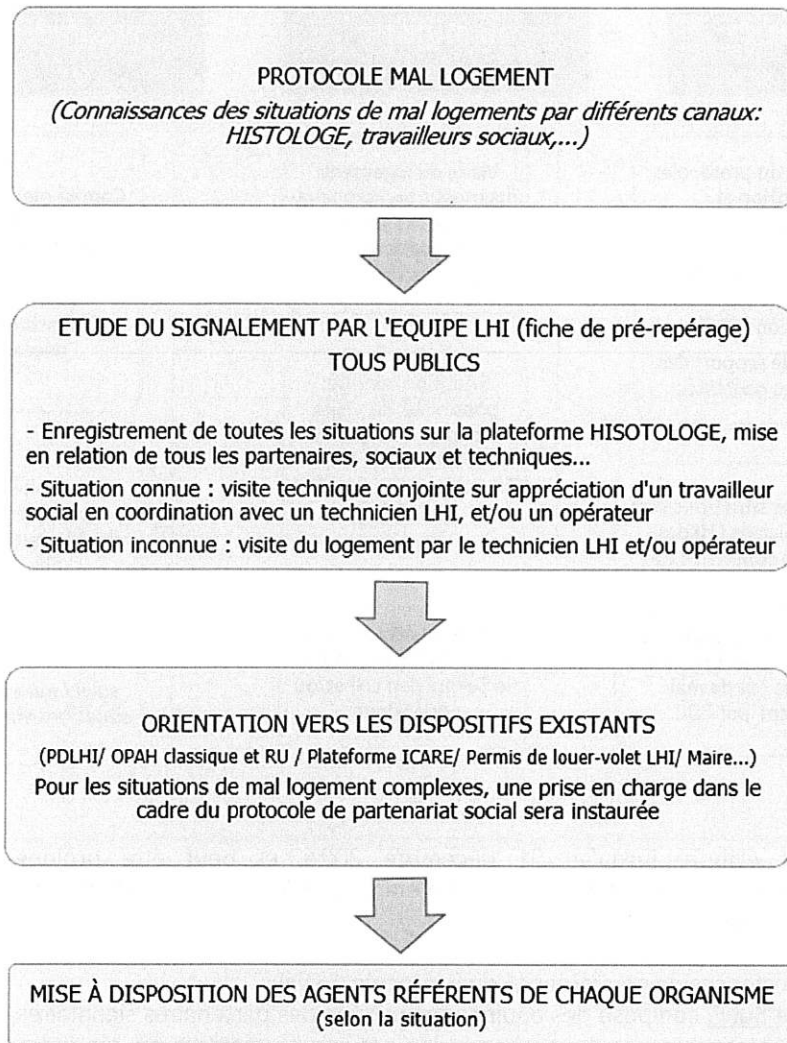 PROTOCOLE MAL LOGEMENT
(Connaissances des situations de mal logements par différents canaux:
HISTOLOGE, travailleurs sociaux,...)
ETUDE DU SIGNALEMENT PAR L'EQUIPE LHI (fiche de pré-repérage)
TOUS PUBLICS
- Enregistrement de toutes les situations sur la plateforme HISOTOLOGE, mise
en relation de tous les partenaires, sociaux et techniques...
- Situation connue : visite technique conjointe sur appréciation d'un travailleur
social en coordination avec un technicien LHI, et/ou un opérateur
- Situation inconnue : visite du logement par le technicien LHI et/ou opérateur
ORIENTATION VERS LES DISPOSITIFS EXISTANTS
(PDLHI/ OPAH classique et RU / Plateforme ICARE/ Permis de louer-volet LHI/ Maire...)
Pour les situations de mal logement complexes, une prise en charge dans le
cadre du protocole de partenariat social sera instaurée
MISE À DISPOSITION DES AGENTS RÉFÉRENTS DE CHAQUE ORGANISME
(selon la situation)